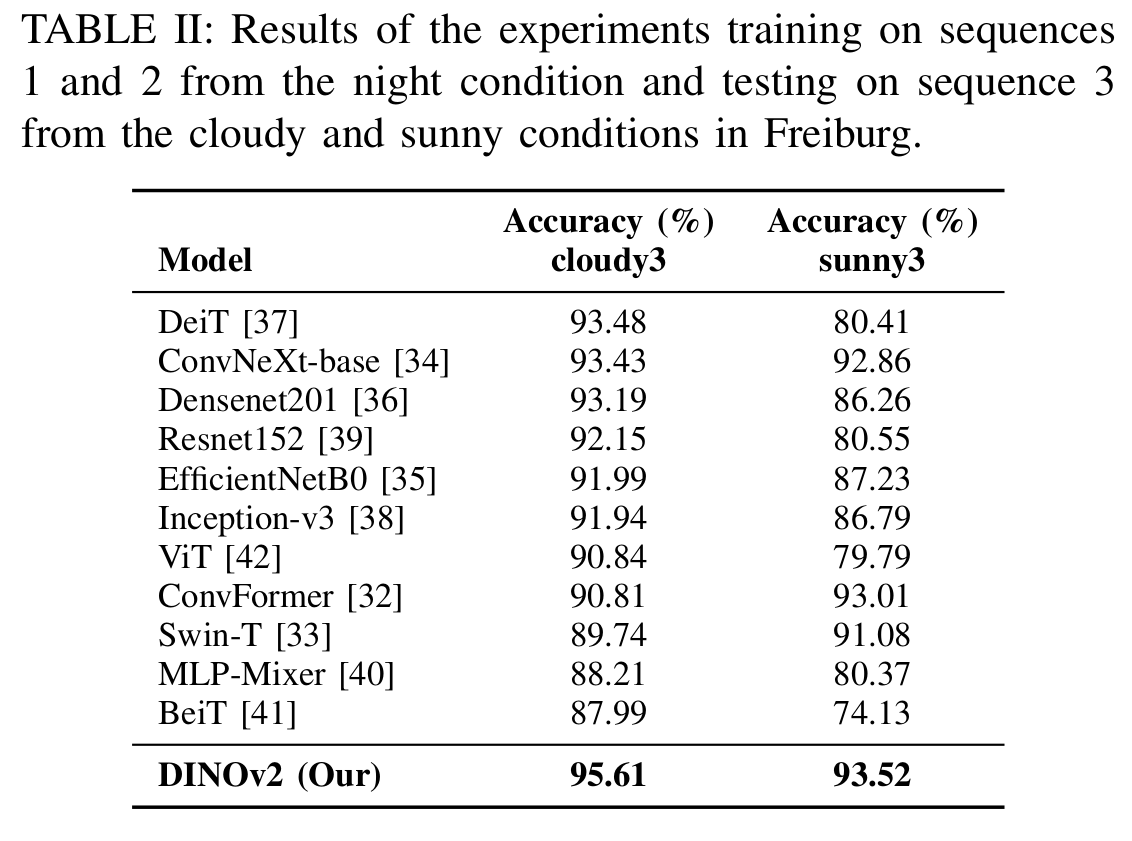 TABLE II: Results of the experiments training on sequences
1 and 2 from the night condition and testing on sequence 3
from the cloudy and sunny conditions in Freiburg.
Model Accuracy (%) cloudy3 Accuracy (%) sunny3
DeiT [37] 93.48 80.41
ConvNeXt-base [34] 93.43 92.86
Densenet201 [36] 93.19 86.26
Resnet152 [39] 92.15 80.55
EfficientNetB0 [35] 91.99 87.23
Inception-v3 [38] 91.94 86.79
ViT [42] 90.84 79.79
ConvFormer [32] 90.81 93.01
Swin-T [33] 89.74 91.08
MLP-Mixer [40] 88.21 80.37
BeiT [41] 87.99 74.13
DINOv2 (Our) 95.61 93.52